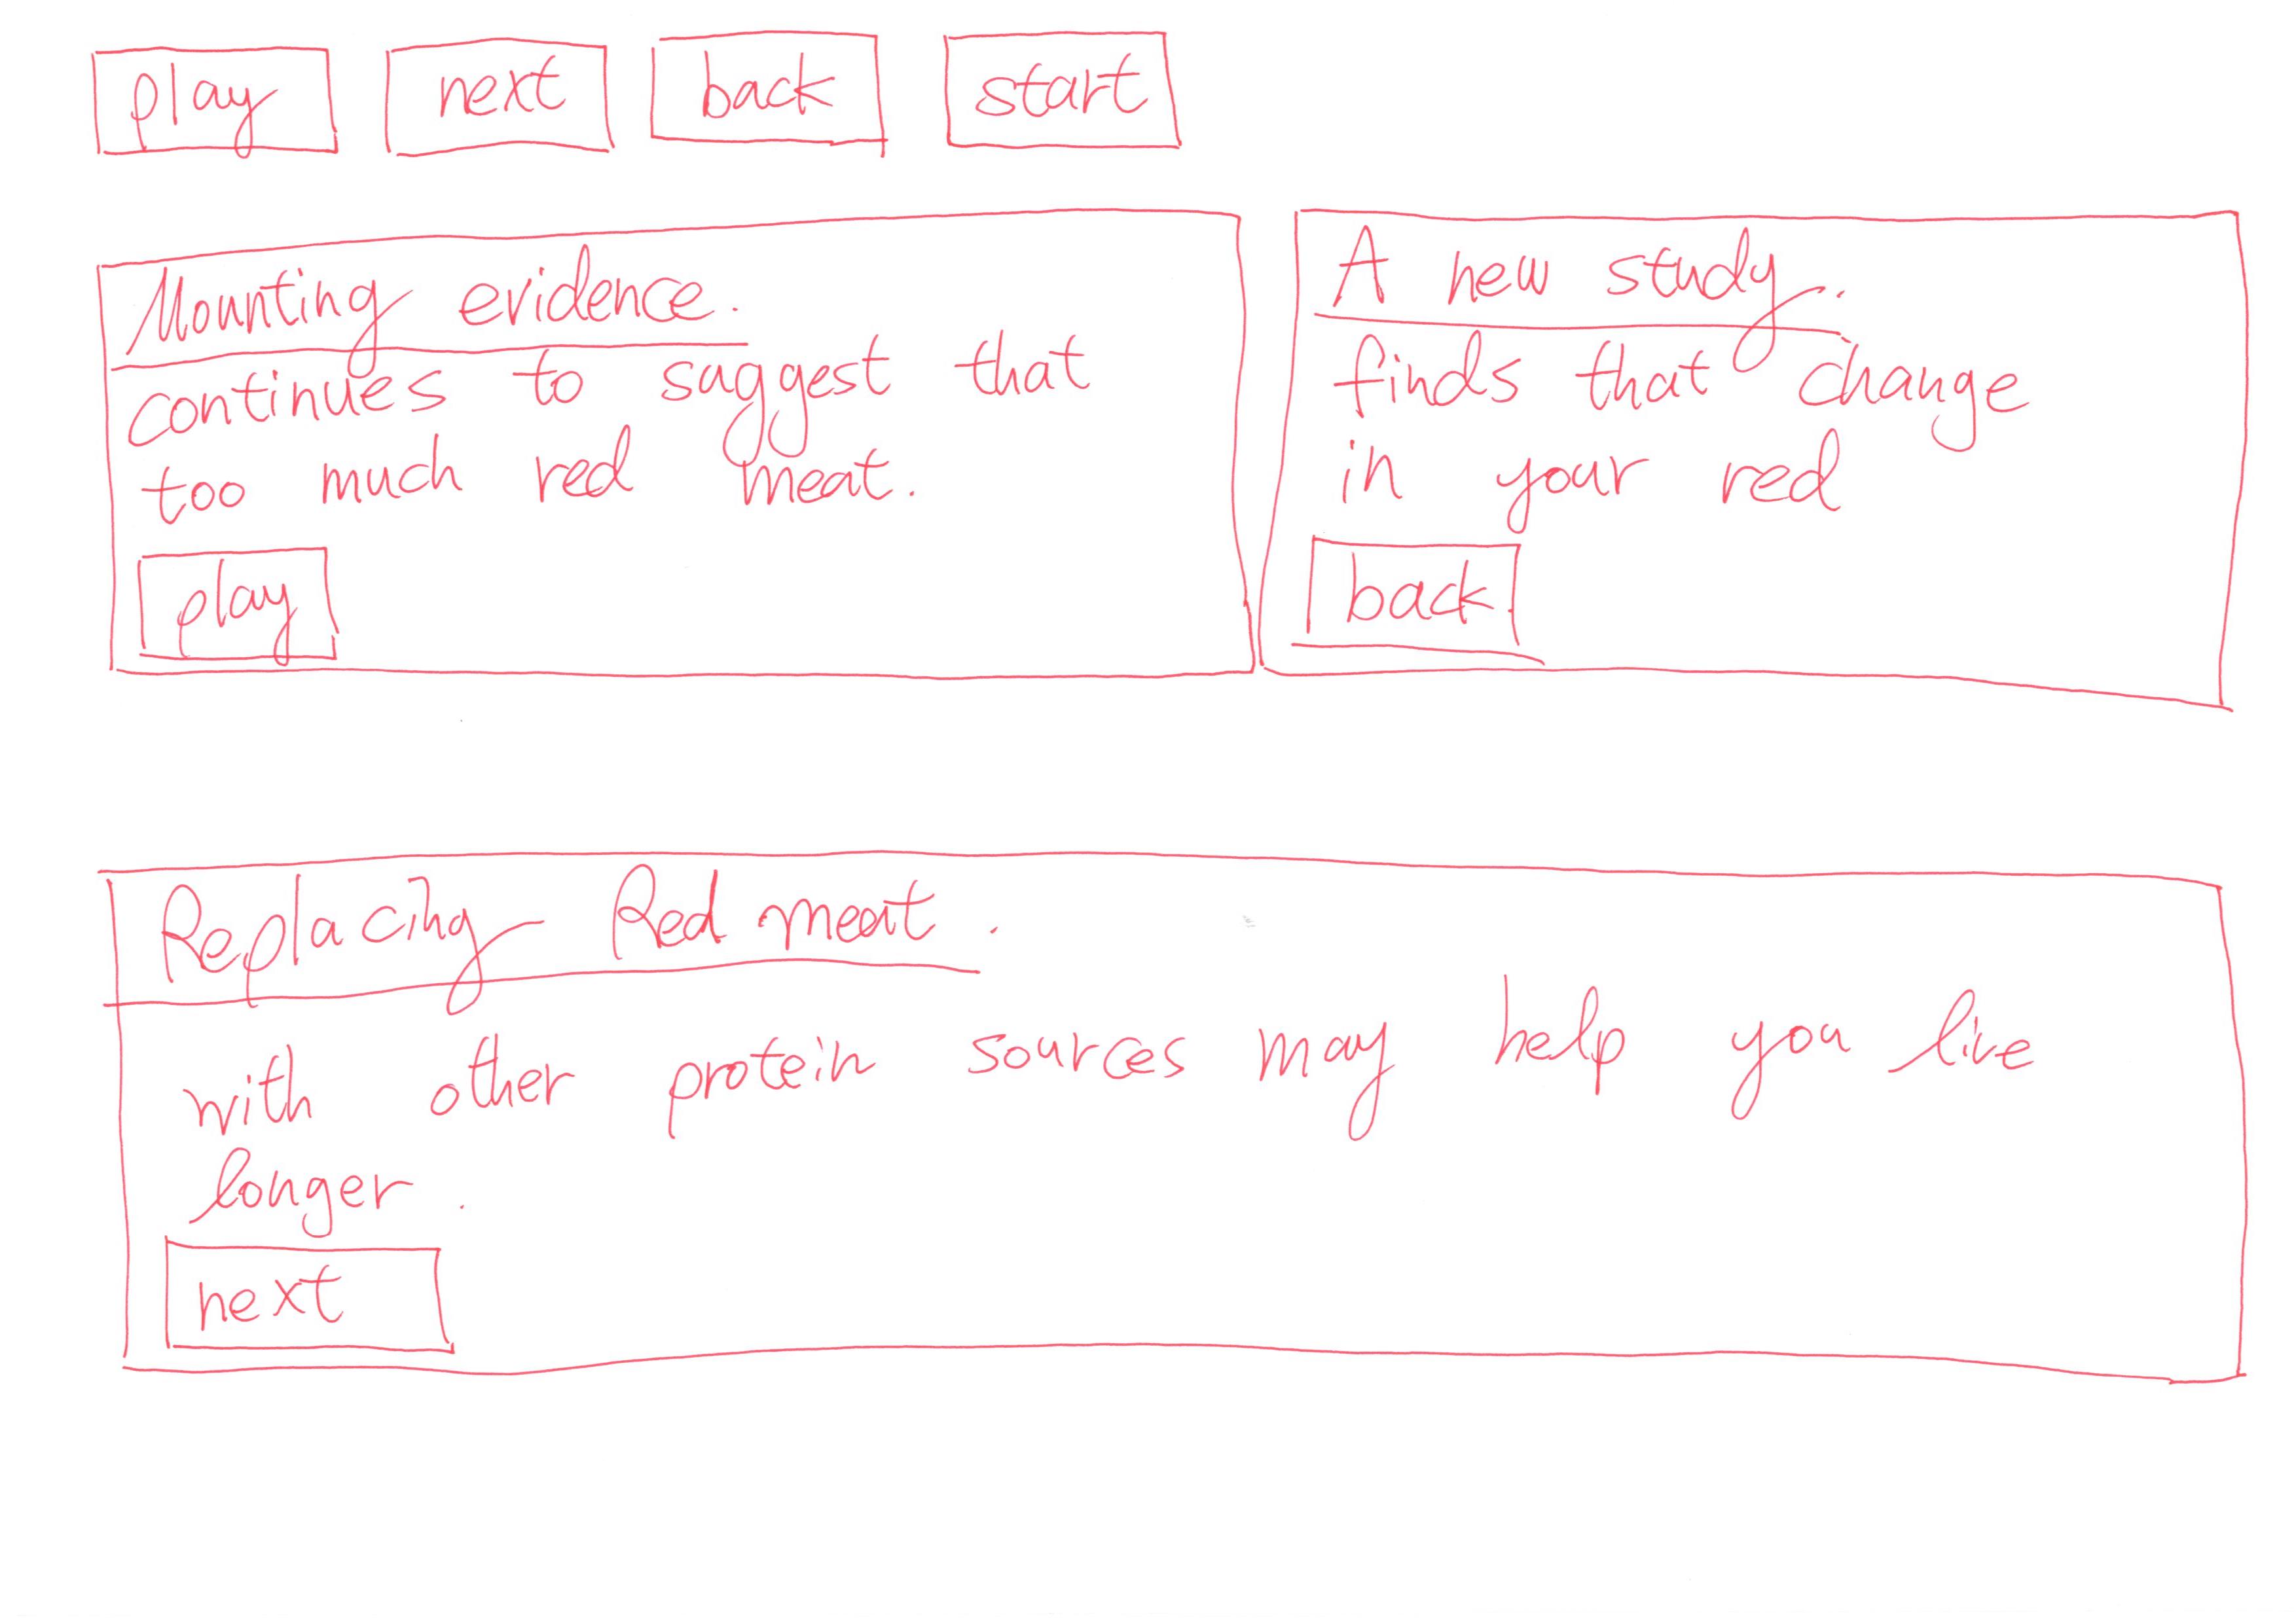 play next back start
Mounting evidence.
continues to suggest that
too much red meat.
play
A new study.
finds that change
in your red
back.
Replacing Red meat.
with other protein sources may help you live
longer.
next